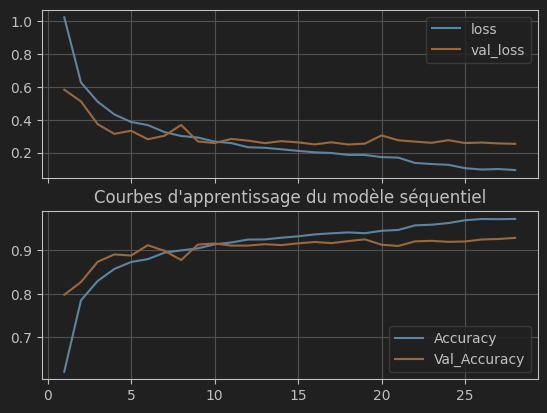 1.0
0.8
0.6
0.4
0.2
loss
val_loss
Courbes d'apprentissage du modèle séquentiel
0.9
0.8
0.7
Accuracy
Val_Accuracy
0 5 10 15 20 25